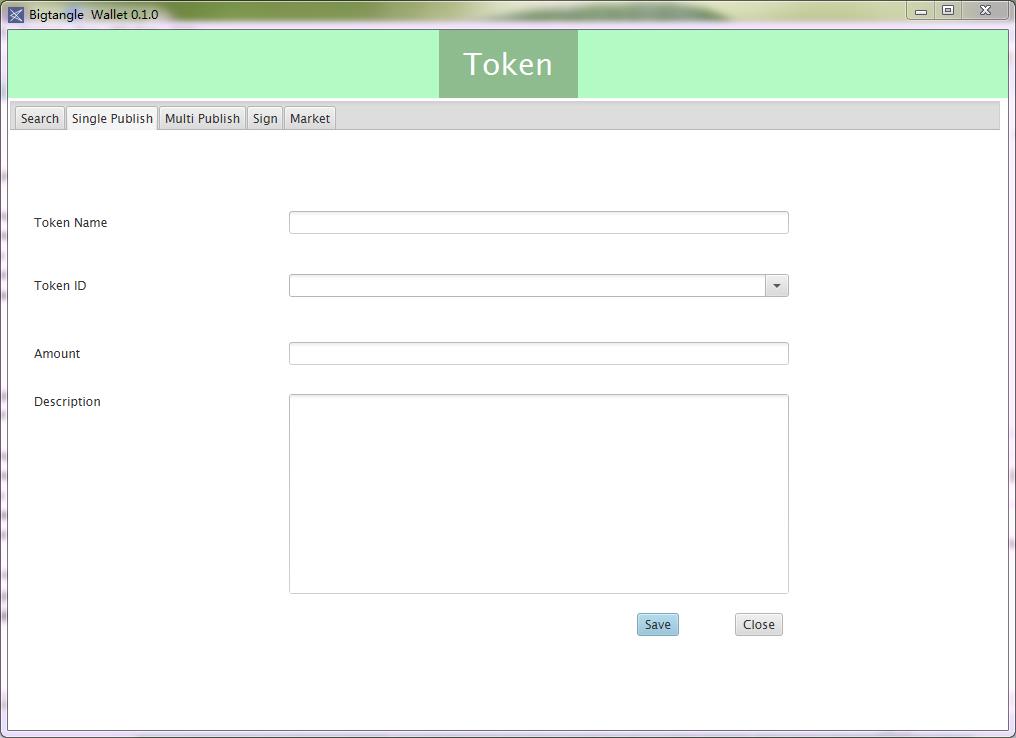 Bigtangle Wallet 0.1.0
Token
Search Single Publish Multi Publish Sign Market
Token Name
Token ID
Amount
Description
Save Close